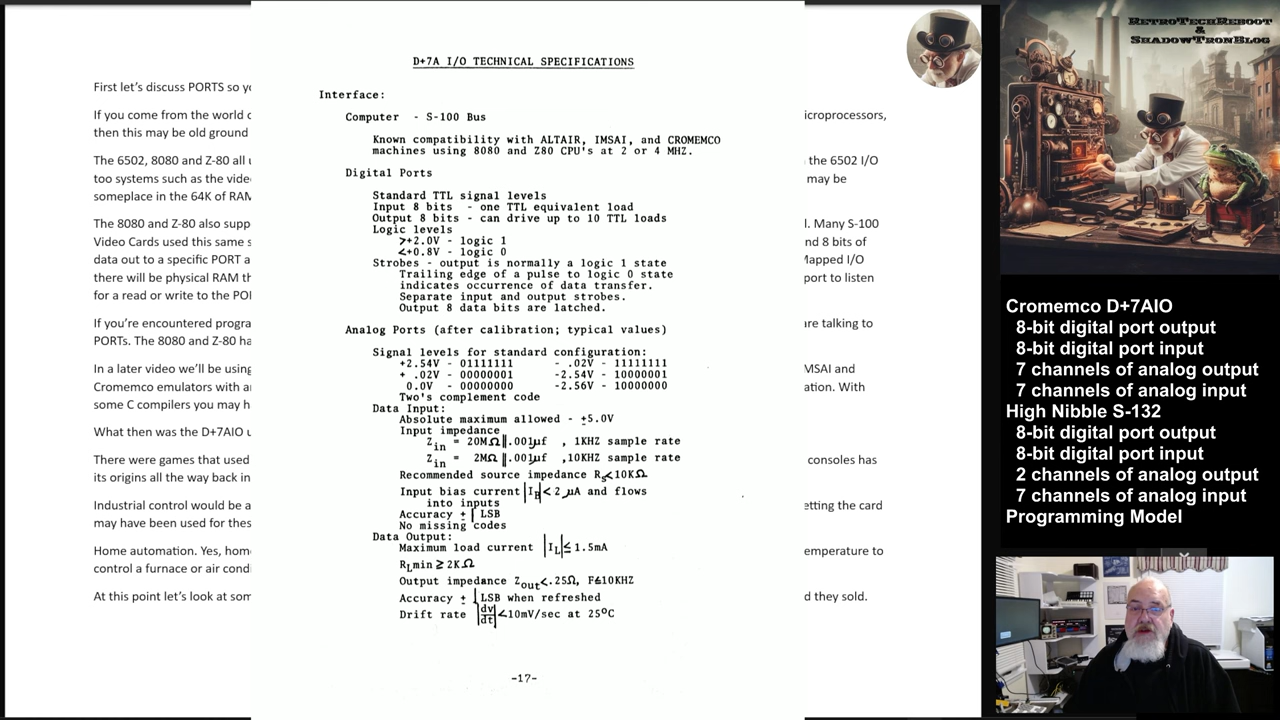 D+7A I/O TECHNICAL SPECIFICATIONS
Interface:
Computer - S-100 Bus
Known compatibility with ALTAIR, IMSAI, and CROMEMCO
machines using 8080 and Z80 CPU's at 2 or 4 MHZ.
Digital Ports
Standard TTL signal levels
Input 8 bits - one TTL equivalent load
Output 8 bits - can drive up to 10 TTL loads
Logic levels
>+2.0V - logic 1
<+0.8V - logic 0
Strobes - output is normally a logic 1 state
Trailing edge of a pulse to logic 0 state
indicates occurrence of data transfer.
Separate input and output strobes.
Output 8 data bits are latched.
Analog Ports (after calibration; typical values)
Signal levels for standard configuration:
+2.54V - 01111111 - .02V - 11111111
+ .02V - 00000001 -2.54V - 10000001
0.0V - 00000000 -2.56V - 10000000
Two's complement code
Data Input:
Absolute maximum allowed - ±5.0V
Input impedance
Zin = 20MΩ||.001µf , 1KHZ sample rate
Zin = 2MΩ||.001µf ,10KHZ sample rate
Recommended source impedance Rs<10KΩ
Input bias current |IB|<2µA and flows
into inputs
Accuracy ±1 LSB
No missing codes
Data Output:
Maximum load current |IL|≤ 1.5mA
RLmin ≥ 2KΩ
Output impedance Zout<.25Ω, F≤10KHZ
Accuracy ±1 LSB when refreshed
Drift rate |dv/dt|<10mV/sec at 25°C
-17-
First let's discuss PORTS so
If you come from the world icroprocessors,
then this may be old ground
The 6502, 8080 and Z-80 all the 6502 I/O
too systems such as the may be
someplace in the 64K of RAM
The 8080 and Z-80 also Many S-100
Video Cards used this same and 8 bits of
data out to a specific PORT Mapped I/O
there will be physical RAM port to listen
for a read or write to the
If you're encountered are talking to
PORTs. The 8080 and Z-80
In a later video we'll be using MSAI and
Cromemco emulators with With
some C compilers you may
What then was the D+7AIO
There were games that used consoles has
its origins all the way back in
Industrial control would be a etting the card
may have been used for
Home automation. Yes, emperature to
control a furnace or air
At this point let's look at they sold.
RetroTechReboot
&
ShadowTronBlog
Cromemco D+7AIO
8-bit digital port output
8-bit digital port input
7 channels of analog output
7 channels of analog input
High Nibble S-132
8-bit digital port output
8-bit digital port input
2 channels of analog output
7 channels of analog input
Programming Model